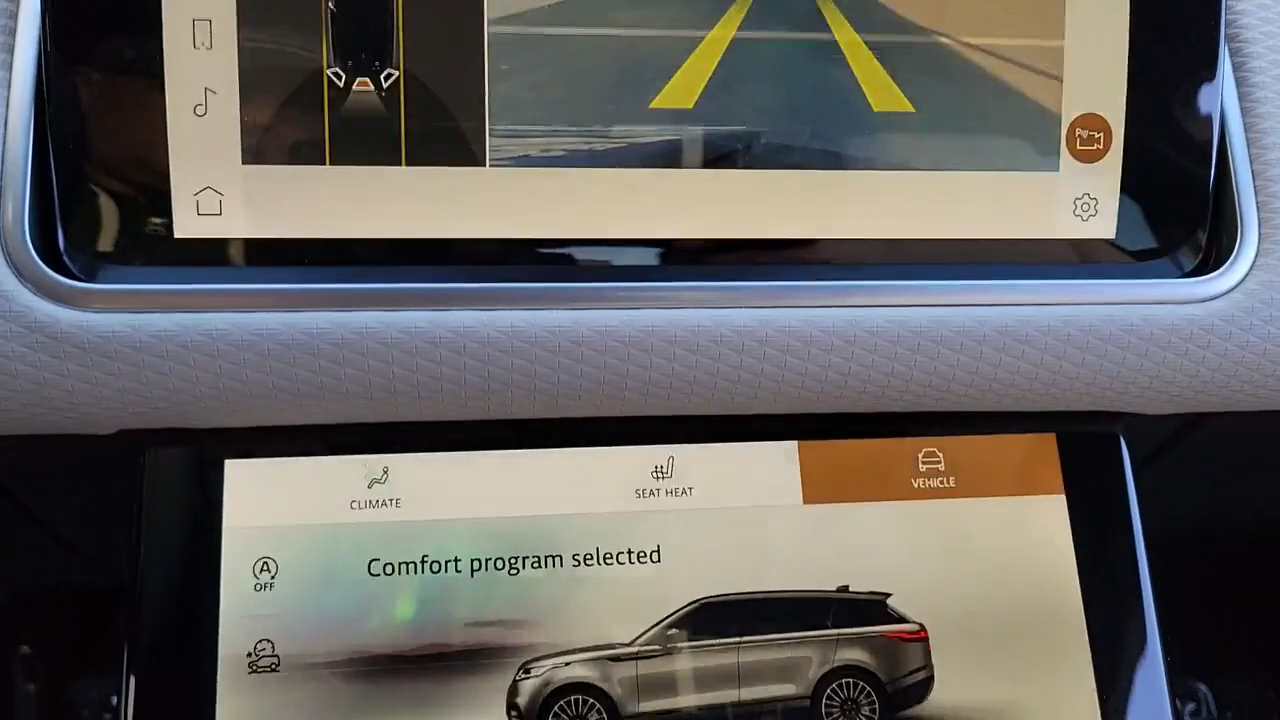 P
CLIMATE
SEAT HEAT
VEHICLE
Comfort program selected
A
OFF